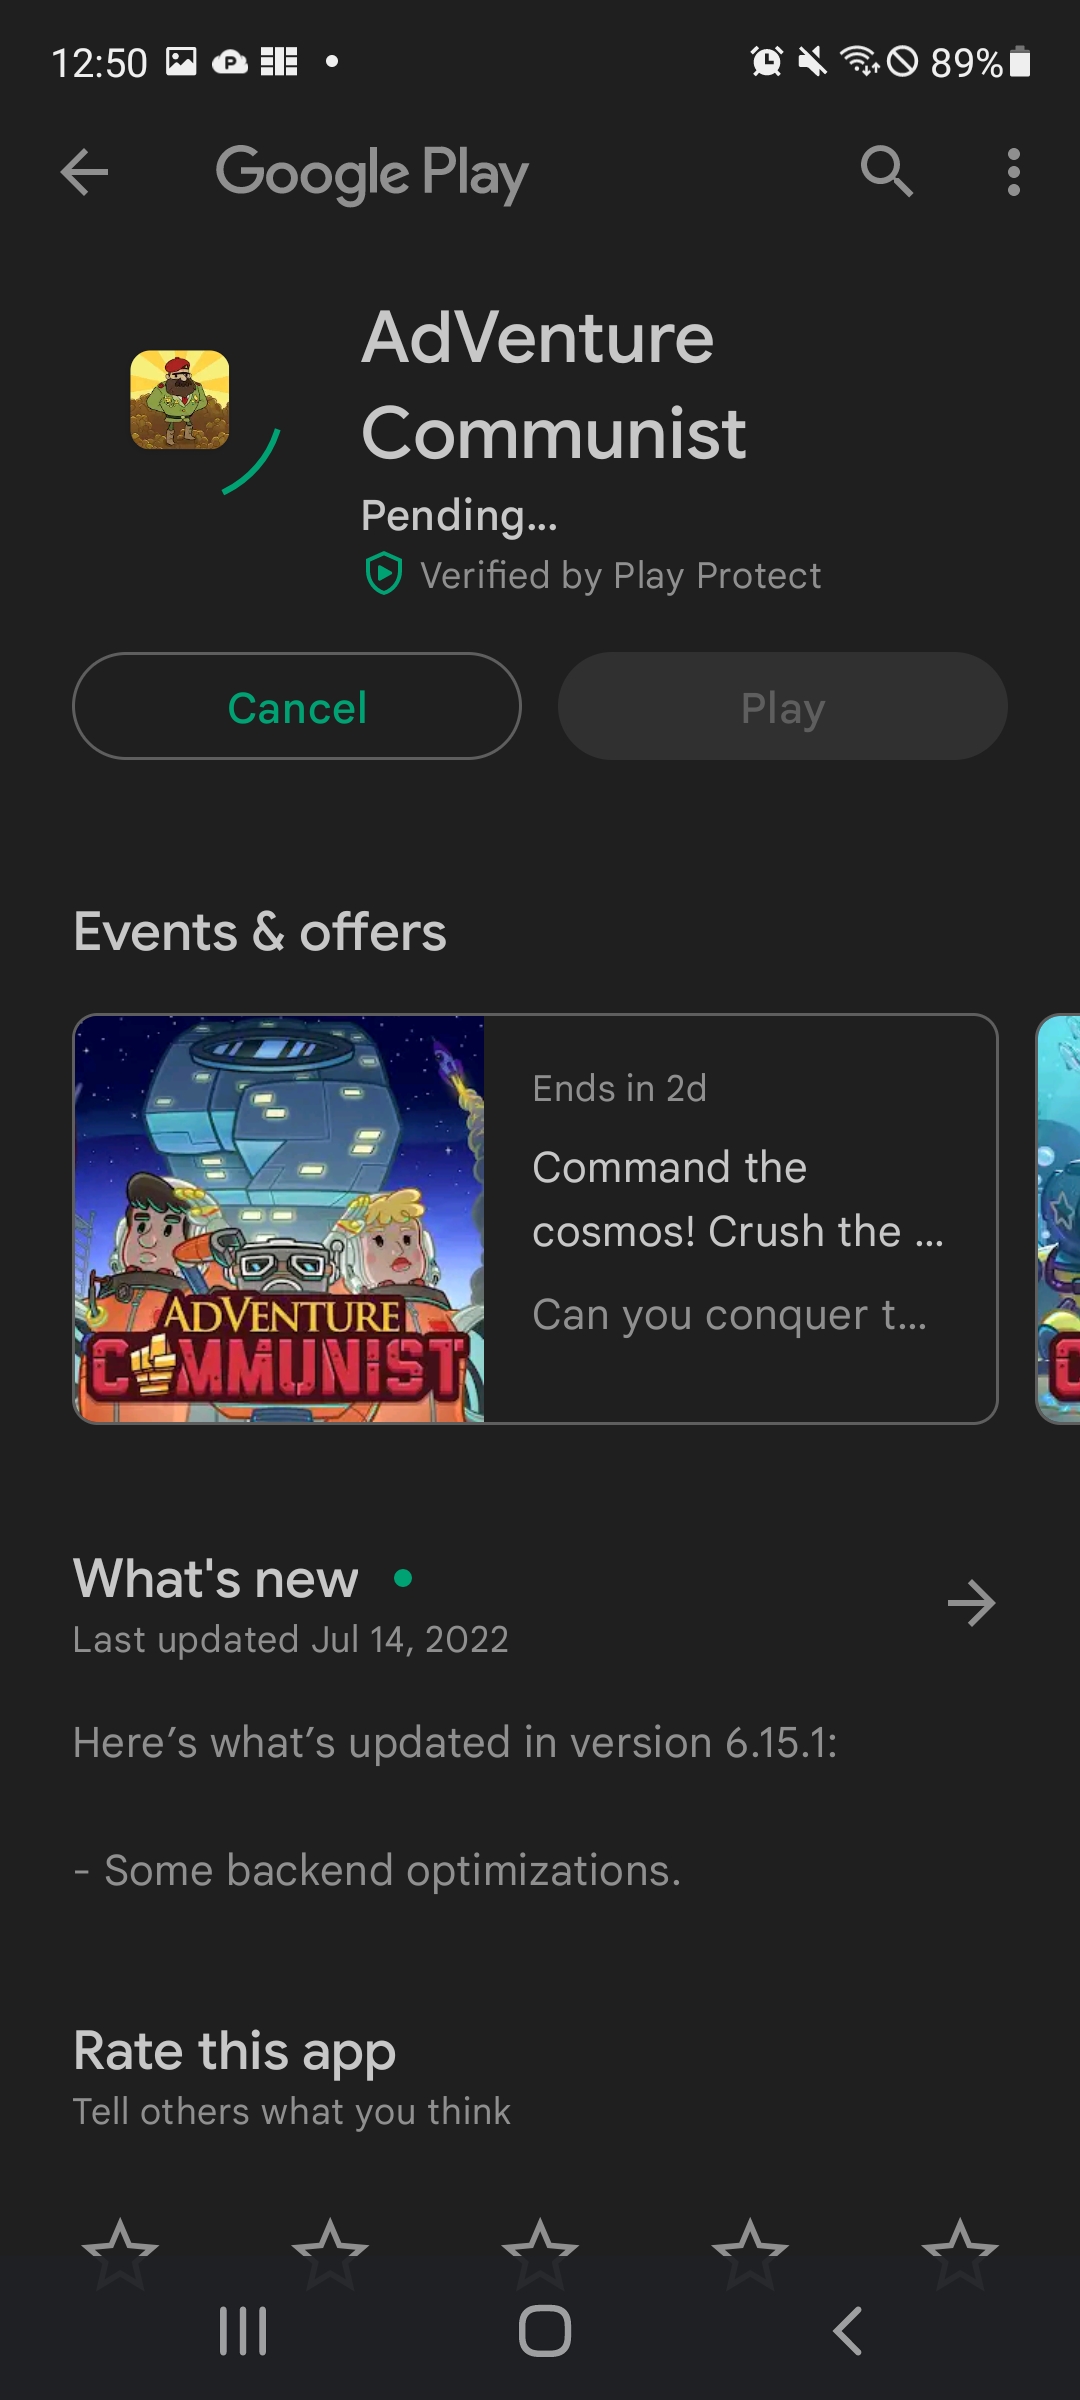 12:50
89%
Google Play
AdVenture
Communist
Pending...
Verified by Play Protect
Cancel
Play
Events & offers
ADVENTURE
COMMUNIST
Ends in 2d
Command the
cosmos! Crush the ...
Can you conquer t...
What's new
Last updated Jul 14, 2022
Here’s what’s updated in version 6.15.1:
- Some backend optimizations.
Rate this app
Tell others what you think